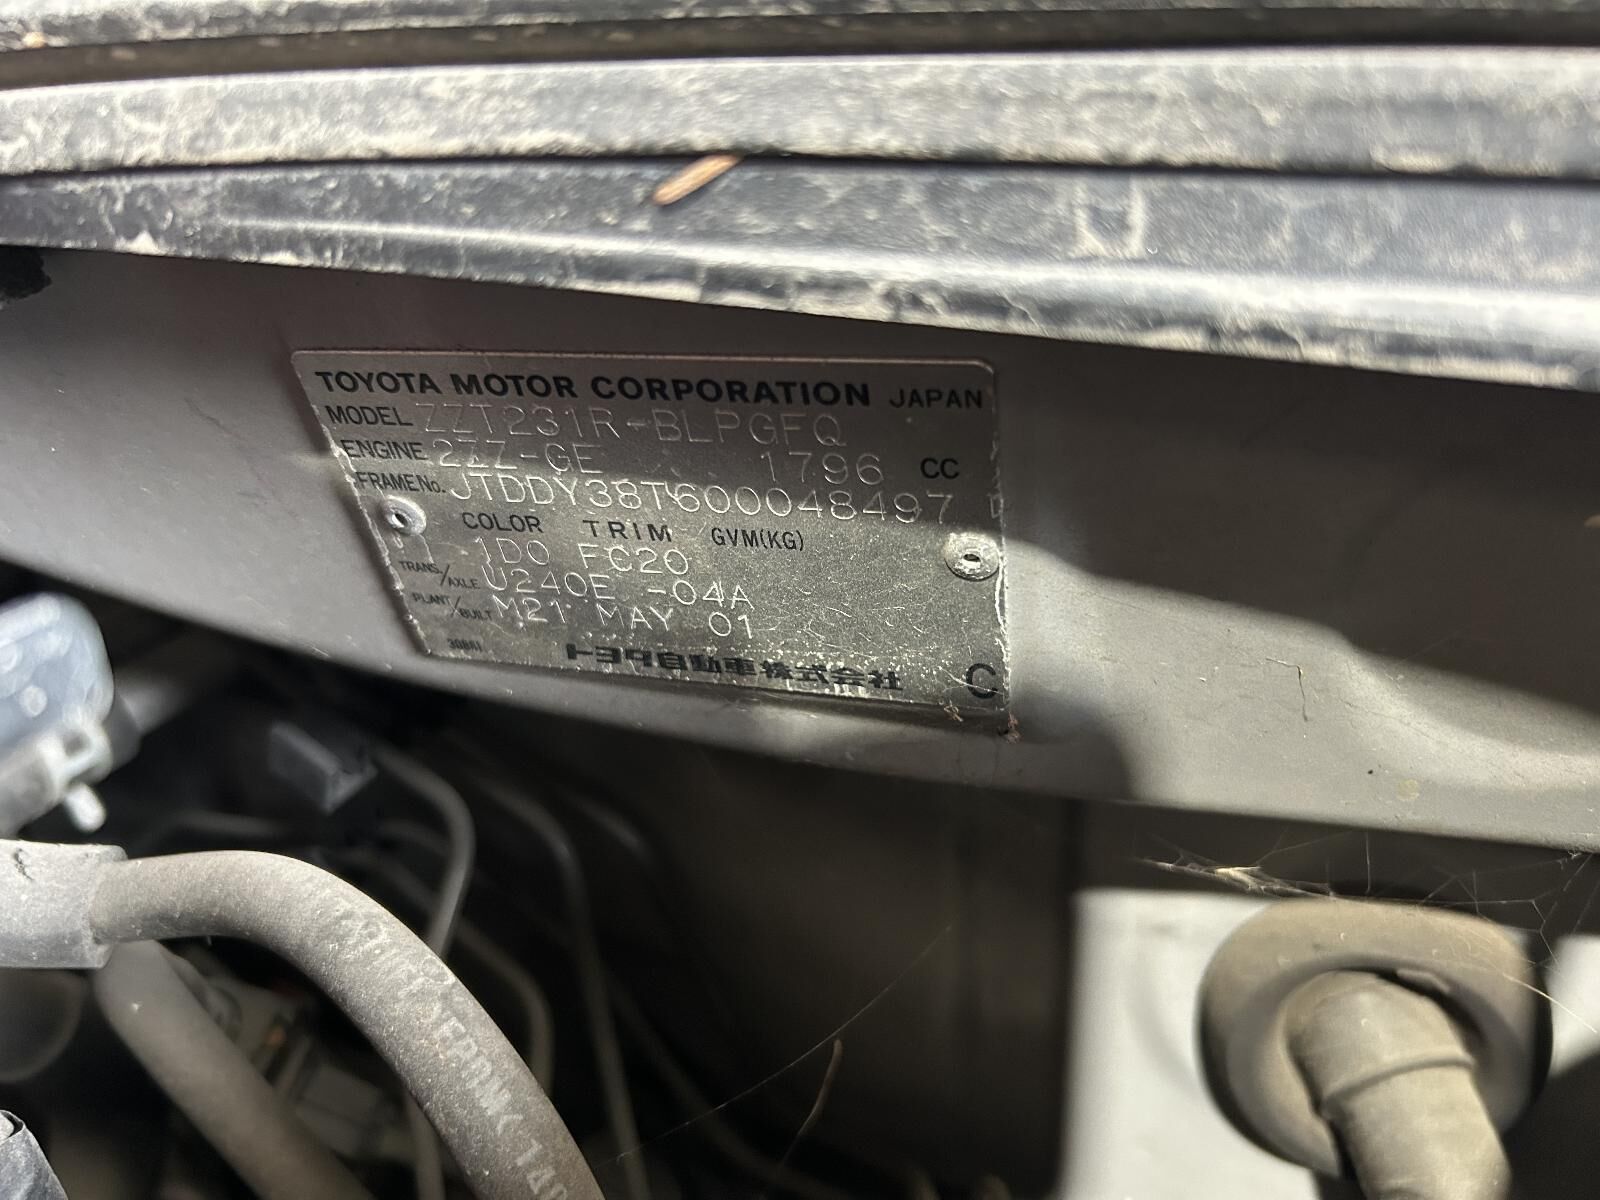 TOYOTA MOTOR CORPORATION JAPAN
MODEL ZZT231R-BLPGFQ
ENGINE 2ZZ-GE 1796 CC
FRAME No. JTDDY38T600048497
COLOR TRIM GVM(KG)
1D0 FC20
TRANS./AXLE U240E -04A
PLANT/BUILT M21 MAY 01
トヨタ自動車株式会社 C